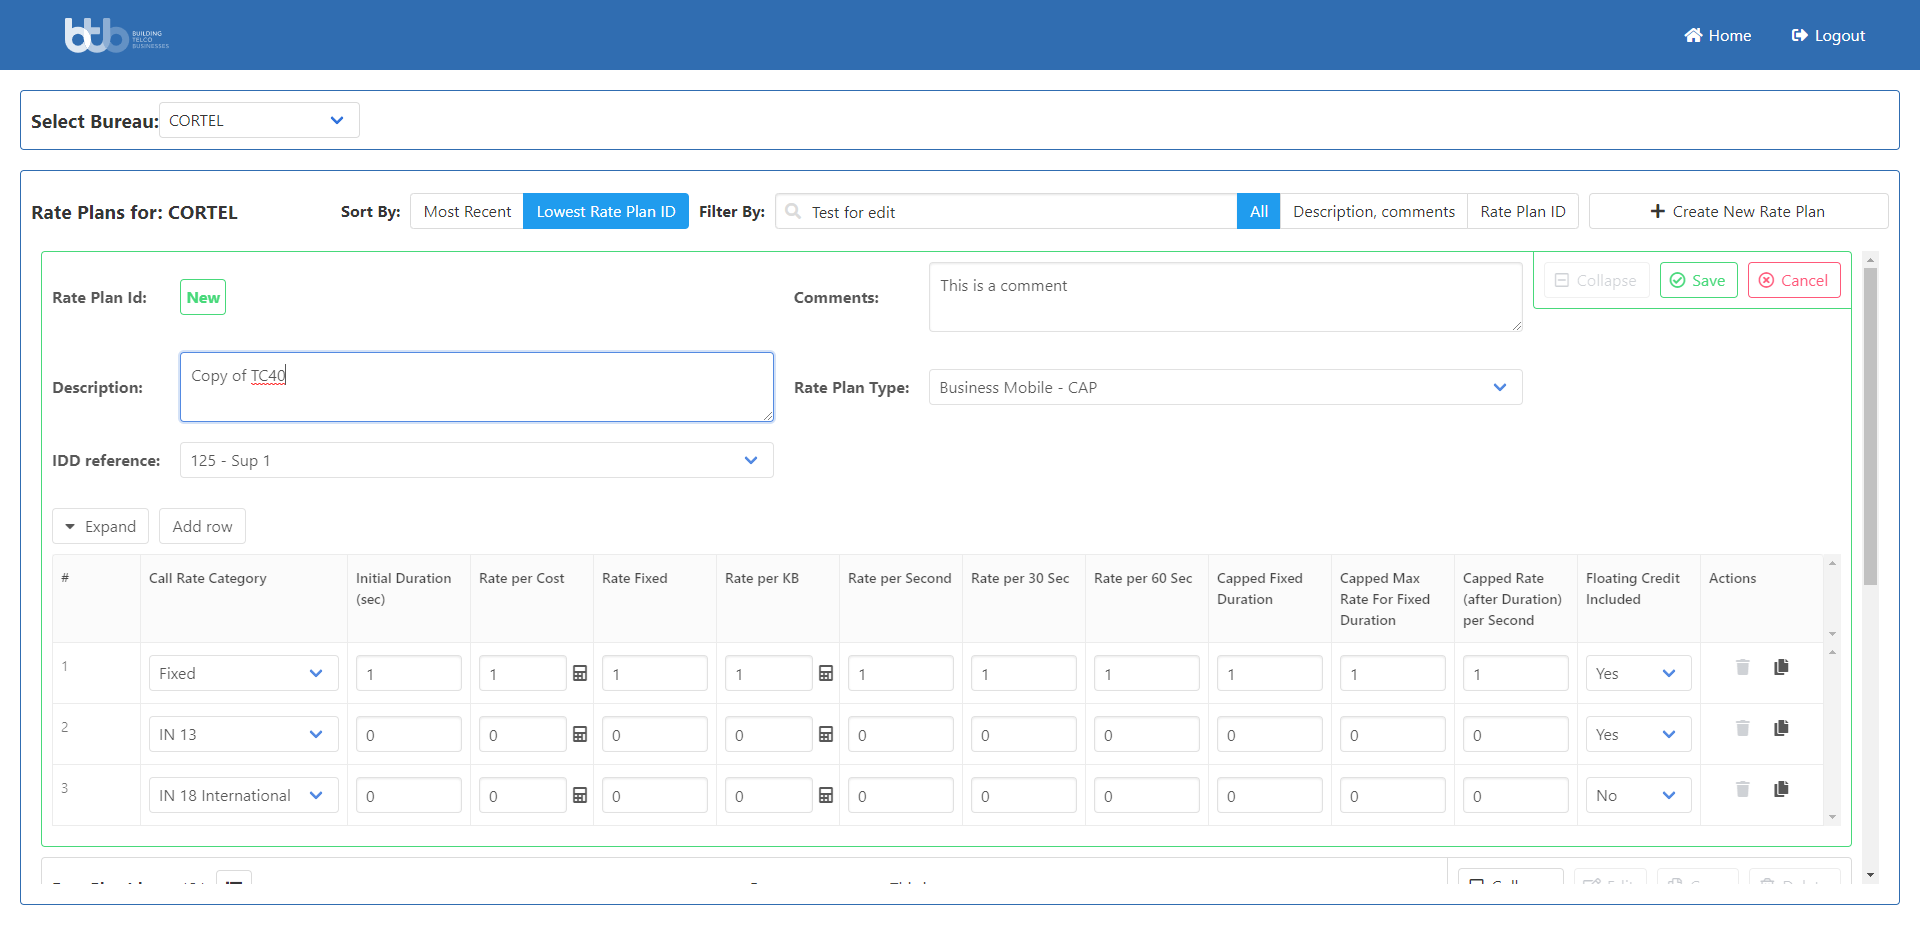 btb BUILDING
TELCO
BUSINESSES
Home Logout
Select Bureau: CORTEL
Rate Plans for: CORTEL Sort By: Most Recent Lowest Rate Plan ID Filter By: Test for edit All Description, comments Rate Plan ID + Create New Rate Plan
Rate Plan Id: New Comments: This is a comment Collapse Save Cancel
Description: Copy of TC40 Rate Plan Type: Business Mobile - CAP
IDD reference: 125 - Sup 1
Expand Add row
# Call Rate Category Initial Duration (sec) Rate per Cost Rate Fixed Rate per KB Rate per Second Rate per 30 Sec Rate per 60 Sec Capped Fixed Duration Capped Max Rate For Fixed Duration Capped Rate (after Duration) per Second Floating Credit Included Actions
1 Fixed 1 1 1 1 1 1 1 1 1 1 Yes
2 IN 13 0 0 0 0 0 0 0 0 0 0 Yes
3 IN 18 International 0 0 0 0 0 0 0 0 0 0 No